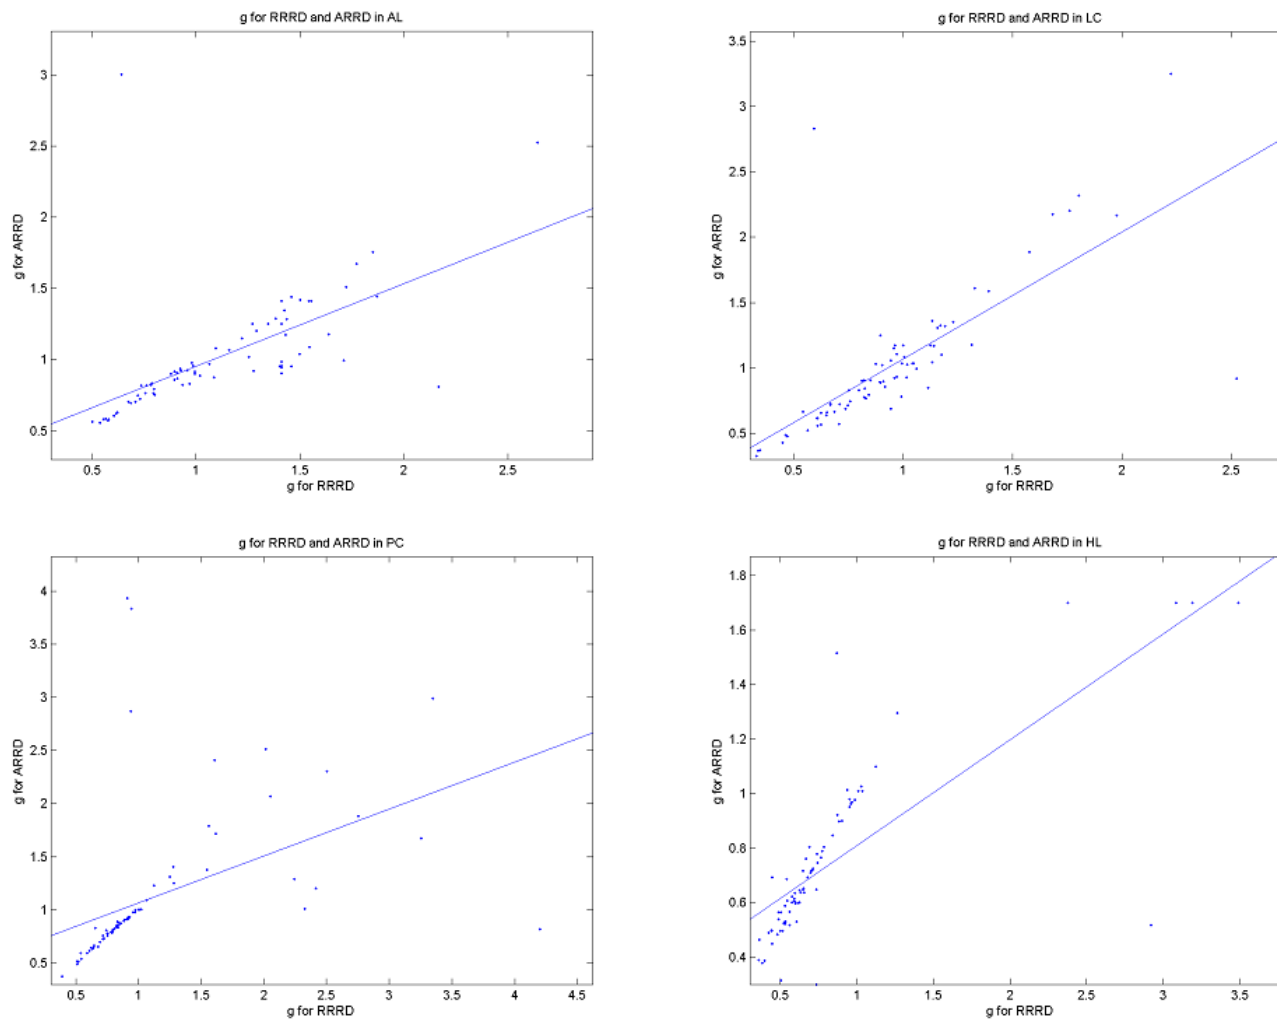 g for RRRD and ARRD in AL
3
2.5
2
1.5
1
0.5
g for ARRD
0.5 1 1.5 2 2.5
g for RRRD
g for RRRD and ARRD in LC
3.5
3
2.5
2
1.5
1
0.5
g for ARRD
0.5 1 1.5 2 2.5
g for RRRD
g for RRRD and ARRD in PC
4
3.5
3
2.5
2
1.5
1
0.5
g for ARRD
0.5 1 1.5 2 2.5 3 3.5 4 4.5
g for RRRD
g for RRRD and ARRD in HL
1.8
1.6
1.4
1.2
1
0.8
0.6
0.4
g for ARRD
0.5 1 1.5 2 2.5 3 3.5
g for RRRD